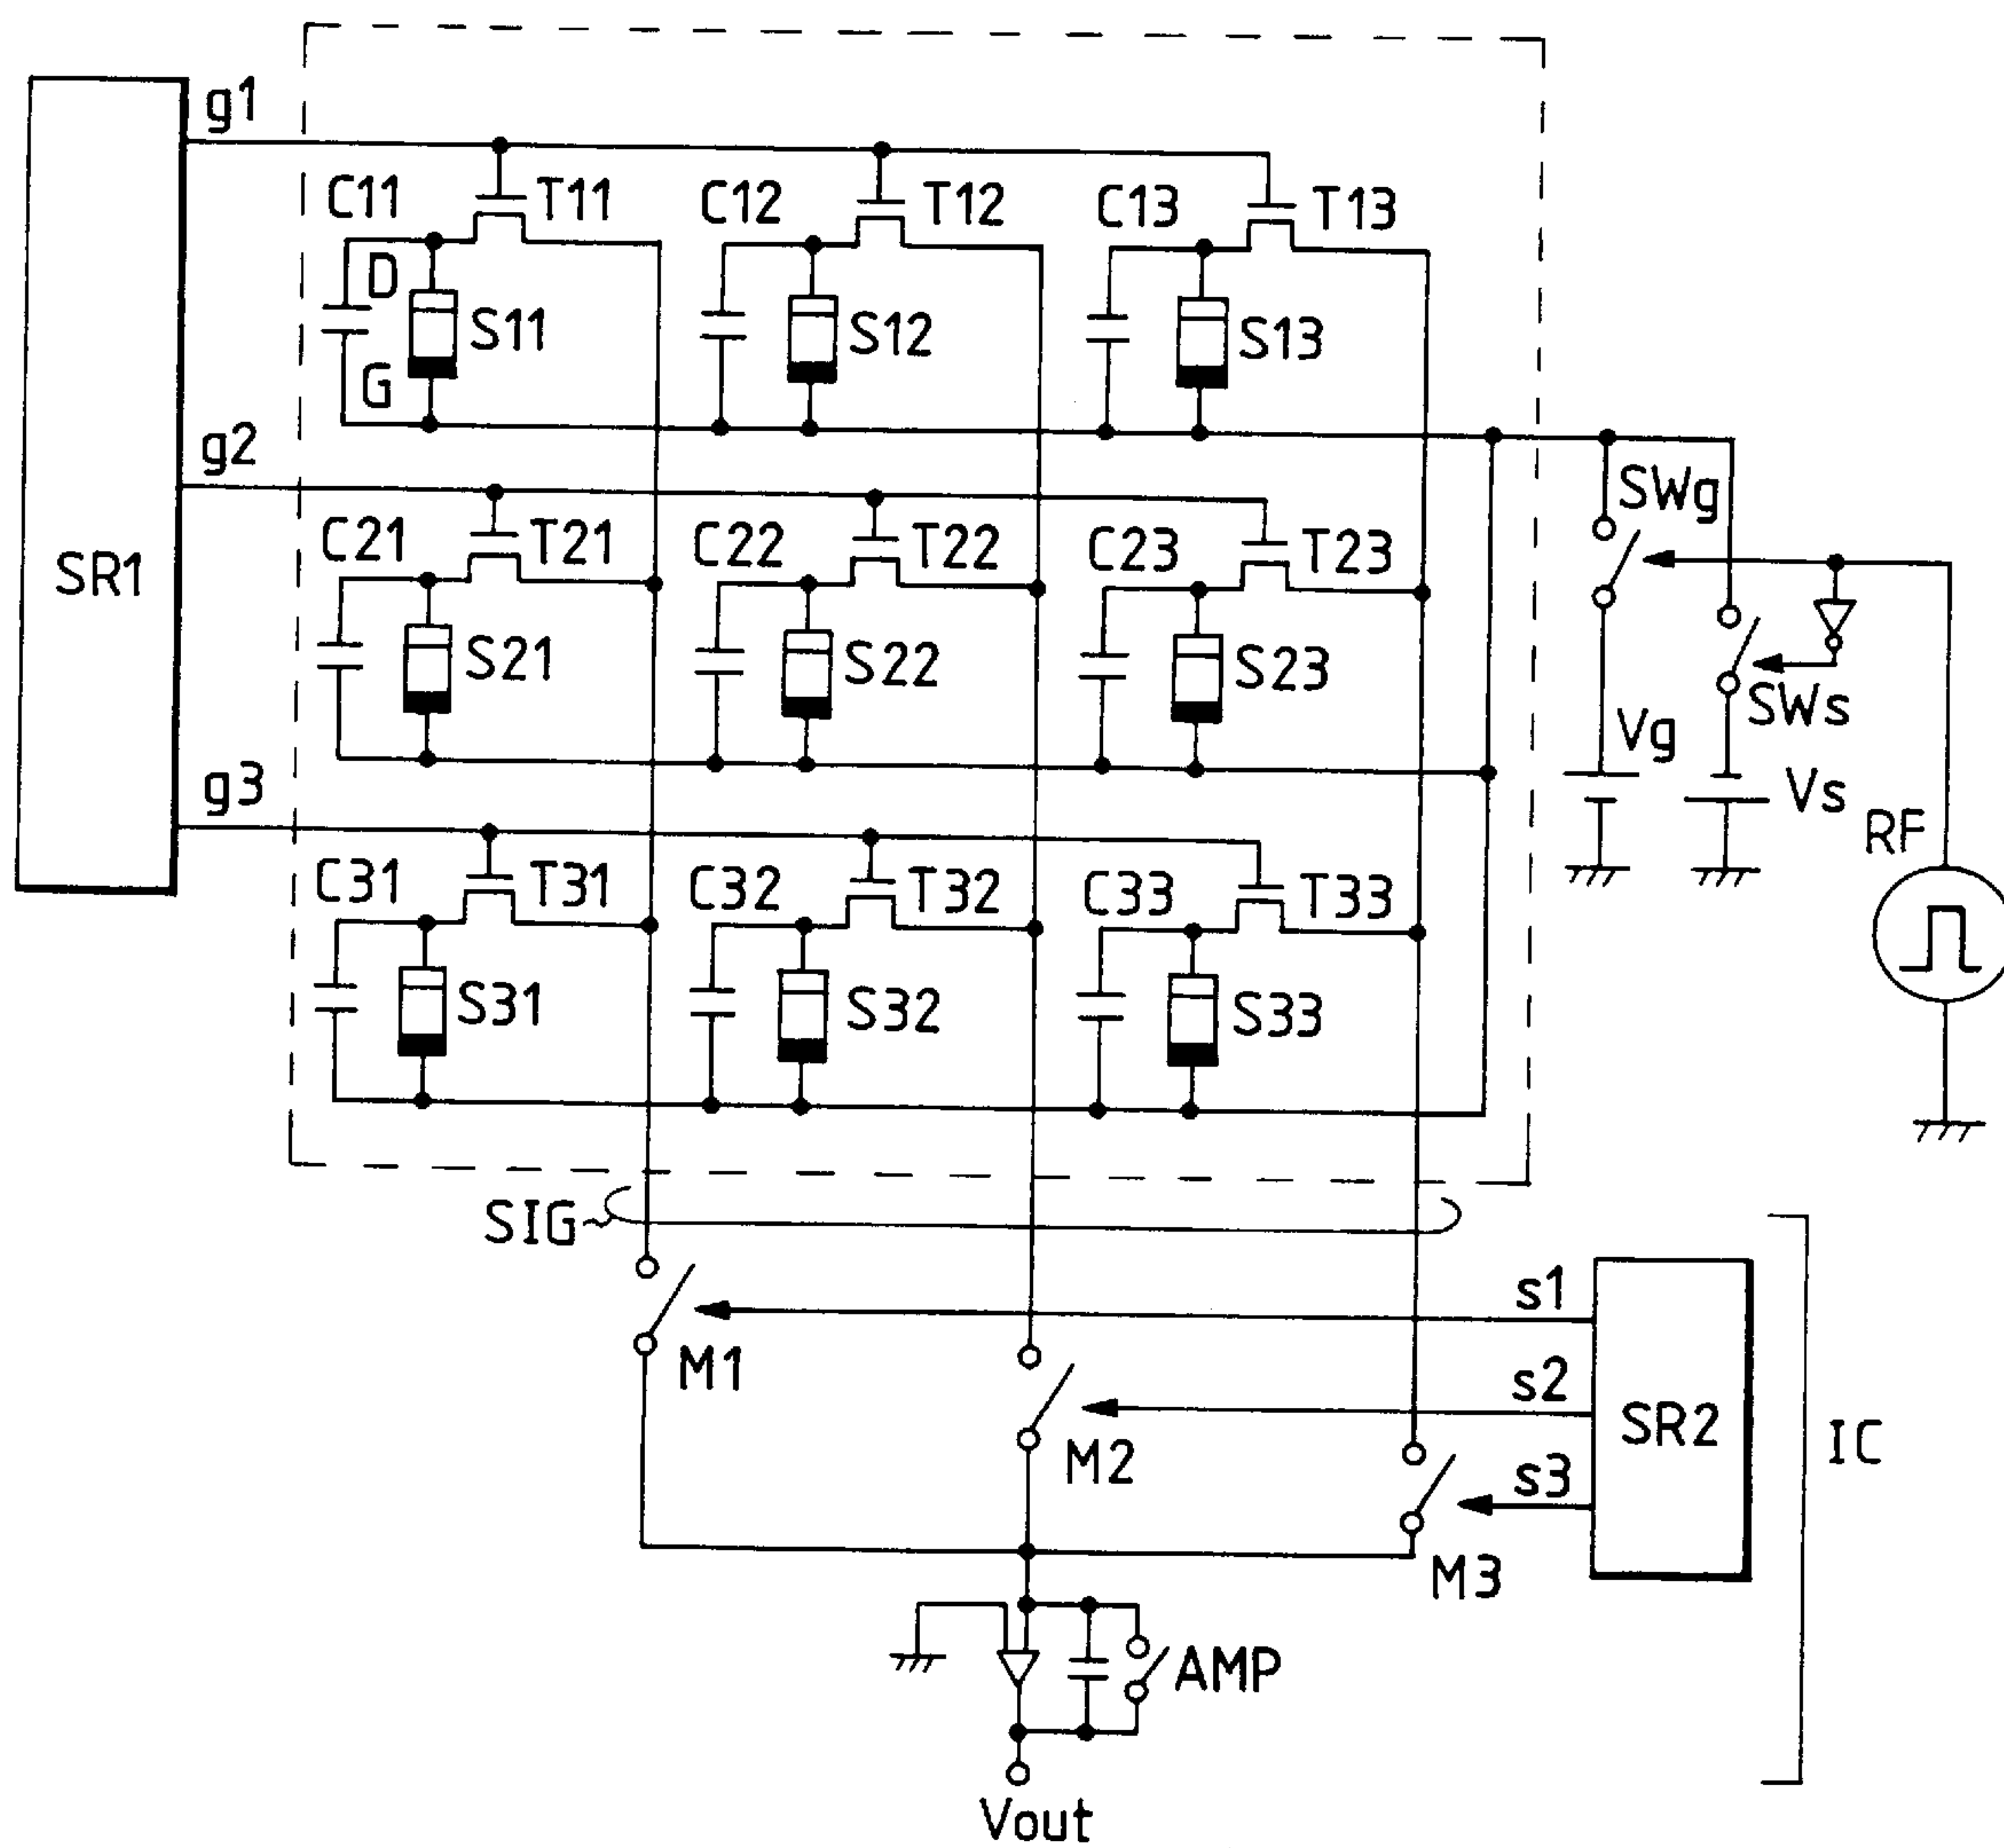 g1
C11 T11 C12 T12 C13 T13
D
S11 S12 S13
G
g2
SWg
C21 T21 C22 T22 C23 T23
SR1
S21 S22 S23
SWs
Vg
g3
Vs
RF
C31 T31 C32 T32 C33 T33
S31 S32 S33
SIG
s1
M1
s2
SR2
IC
M2
s3
M3
AMP
Vout